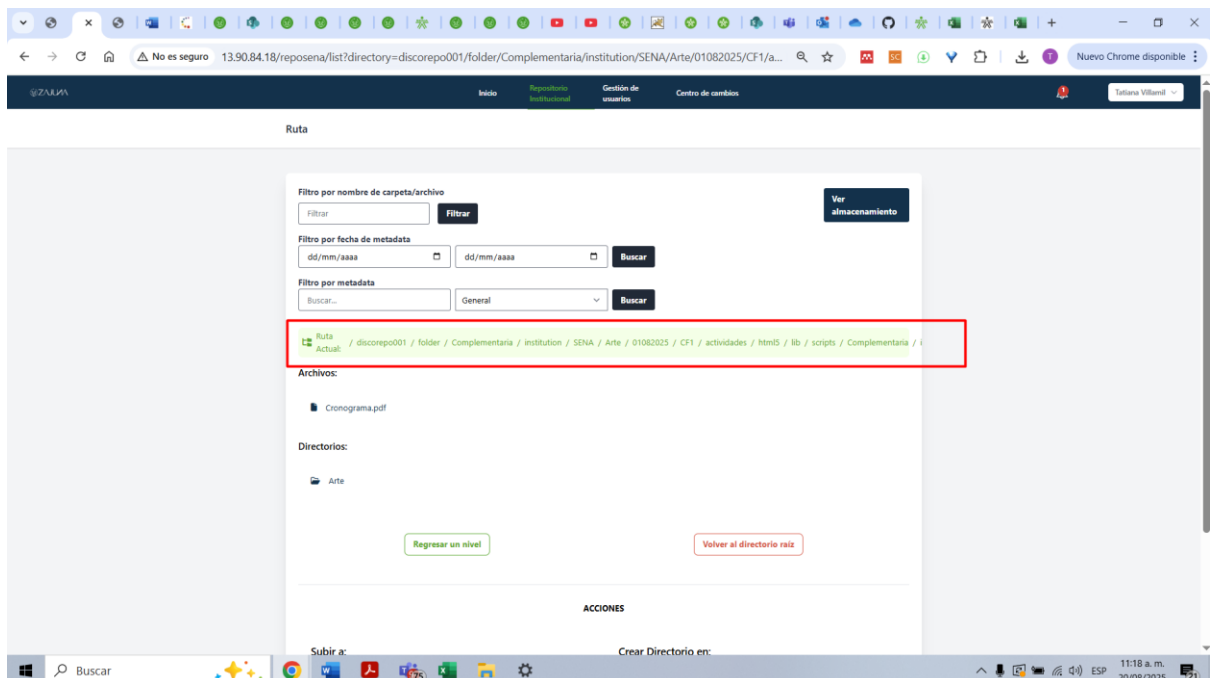 No es seguro 13.90.84.18/reposena/list?directory=discorepo001/folder/Complementaria/institution/SENA/Arte/01082025/CF1/a... Nuevo Chrome disponible
ZAJUNA Inicio Repositorio Institucional Gestión de usuarios Centro de cambios Tatiana Villamil
Ruta
Filtro por nombre de carpeta/archivo
Filtrar Filtrar Ver almacenamiento
Filtro por fecha de metadata
dd/mm/aaaa dd/mm/aaaa Buscar
Filtro por metadata
Buscar... General Buscar
Ruta Actual: / discorepo001 / folder / Complementaria / institution / SENA / Arte / 01082025 / CF1 / actividades / html5 / lib / scripts / Complementaria / i
Archivos:
Cronograma.pdf
Directorios:
Arte
Regresar un nivel Volver al directorio raíz
ACCIONES
Subir a: Crear Directorio en:
Buscar ESP 11:18 a. m.
20/08/2025